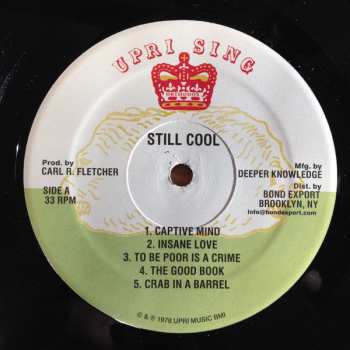 UPRI SING
STILL COOL
Prod. by
CARL R. FLETCHER
SIDE A
33 RPM
Mfg. by
DEEPER KNOWLEDGE
Dist. by
BOND EXPORT
BROOKLYN, NY
Info@bondexport.com
1. CAPTIVE MIND
2. INSANE LOVE
3. TO BE POOR IS A CRIME
4. THE GOOD BOOK
5. CRAB IN A BARREL
© & ℗ 1978 UPRI MUSIC BMI